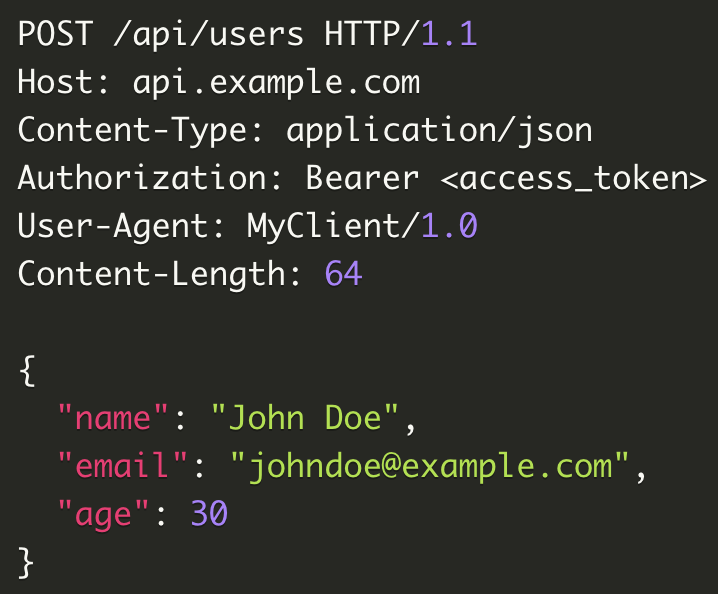 POST /api/users HTTP/1.1
Host: api.example.com
Content-Type: application/json
Authorization: Bearer <access_token>
User-Agent: MyClient/1.0
Content-Length: 64

{
  "name": "John Doe",
  "email": "johndoe@example.com",
  "age": 30
}